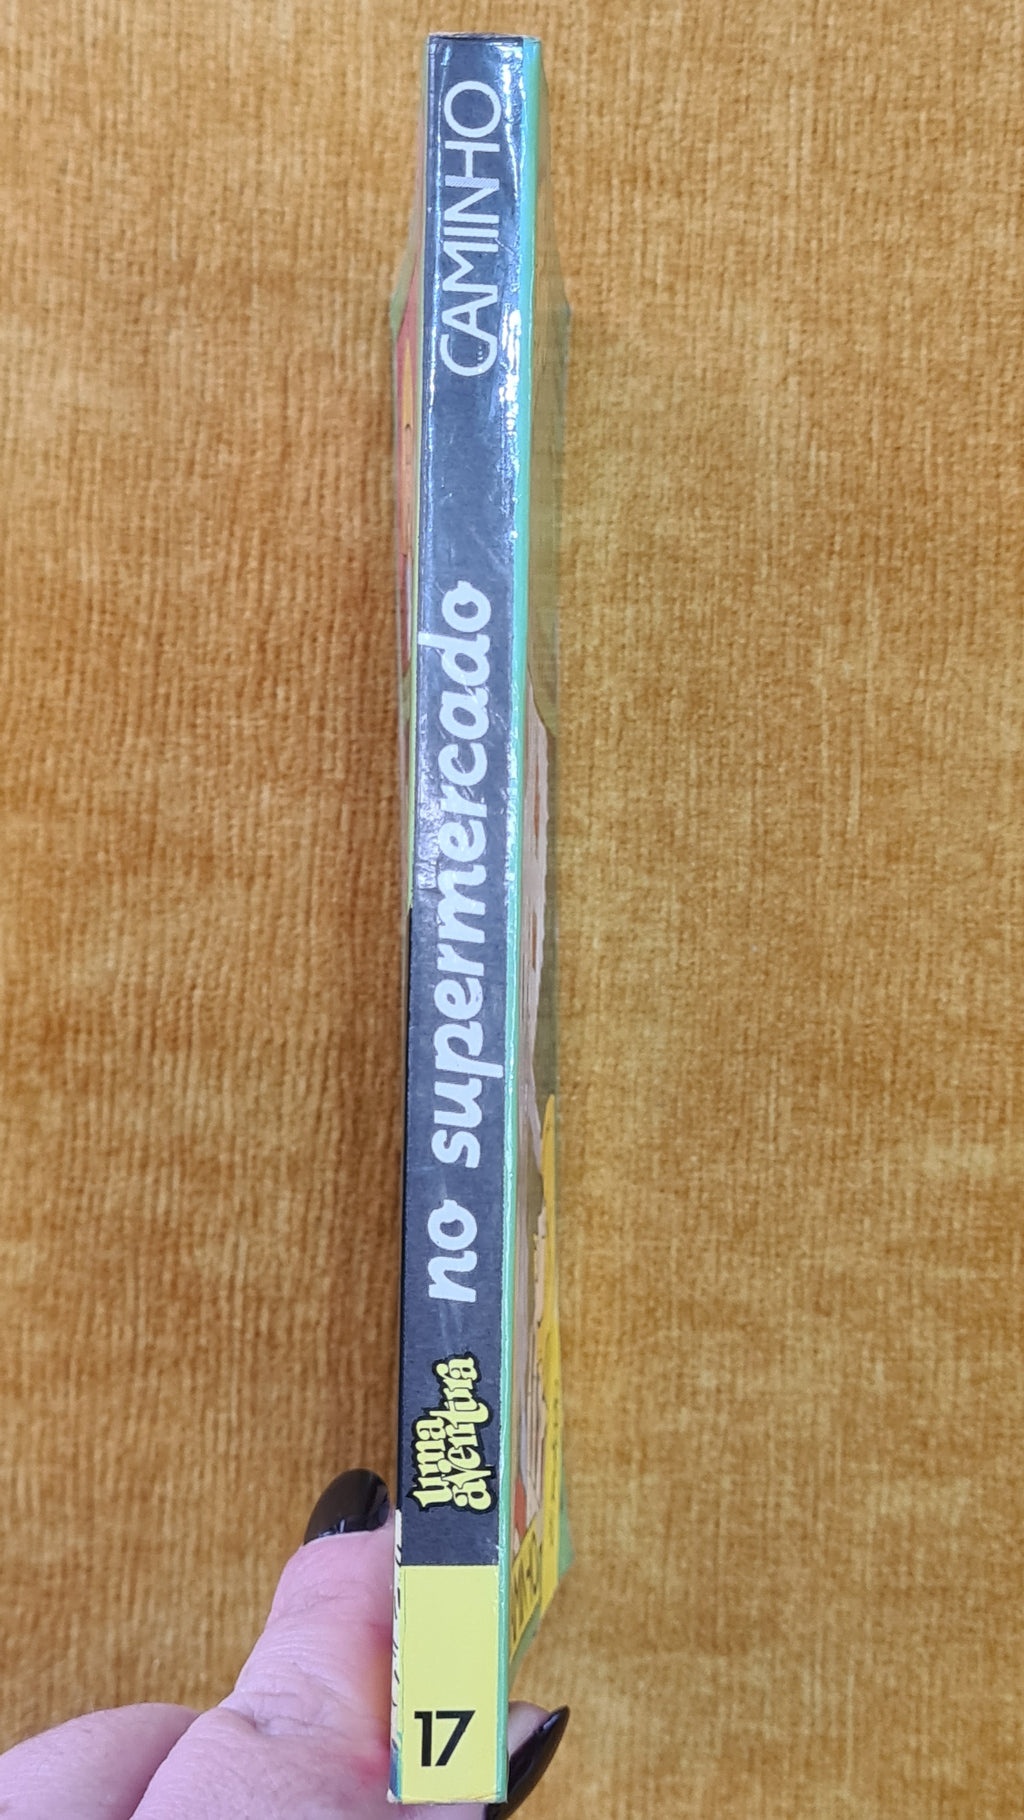 17
uma
aventura
no supermercado
CAMINHO